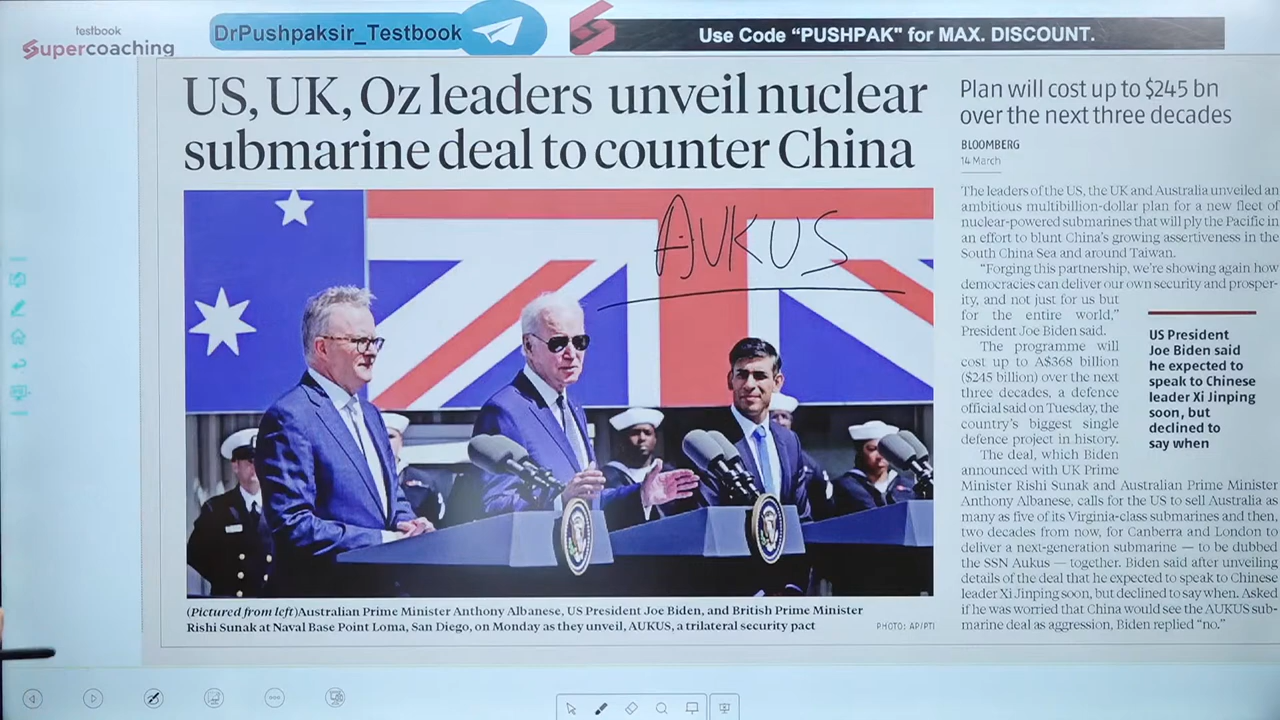 testbook
Supercoaching
DrPushpaksir_Testbook
Use Code “PUSHPAK" for MAX. DISCOUNT.
US, UK, Oz leaders unveil nuclear
submarine deal to counter China
AUKUS
(Pictured from left)Australian Prime Minister Anthony Albanese, US President Joe Biden, and British Prime Minister
Rishi Sunak at Naval Base Point Loma, San Diego, on Monday as they unveil, AUKUS, a trilateral security pact
PHOTO: AP/PTI
Plan will cost up to $245 bn
over the next three decades
BLOOMBERG
14 March
The leaders of the US, the UK and Australia unveiled an
ambitious multibillion-dollar plan for a new fleet of
nuclear-powered submarines that will ply the Pacific in
an effort to blunt China's growing assertiveness in the
South China Sea and around Taiwan.
“Forging this partnership, we're showing again how
democracies can deliver our own security and prosper-
ity, and not just for us but
for the entire world,”
President Joe Biden said.
The programme will
cost up to A$368 billion
($245 billion) over the next
three decades, a defence
official said on Tuesday, the
country's biggest single
defence project in history.
The deal, which Biden
announced with UK Prime
Minister Rishi Sunak and Australian Prime Minister
Anthony Albanese, calls for the US to sell Australia as
many as five of its Virginia-class submarines and then,
two decades from now, for Canberra and London to
deliver a next-generation submarine — to be dubbed
the SSN Aukus — together. Biden said after unveiling
details of the deal that he expected to speak to Chinese
leader Xi Jinping soon, but declined to say when. Asked
if he was worried that China would see the AUKUS sub-
marine deal as aggression, Biden replied “no.”
US President
Joe Biden said
he expected to
speak to Chinese
leader Xi Jinping
soon, but
declined to
say when